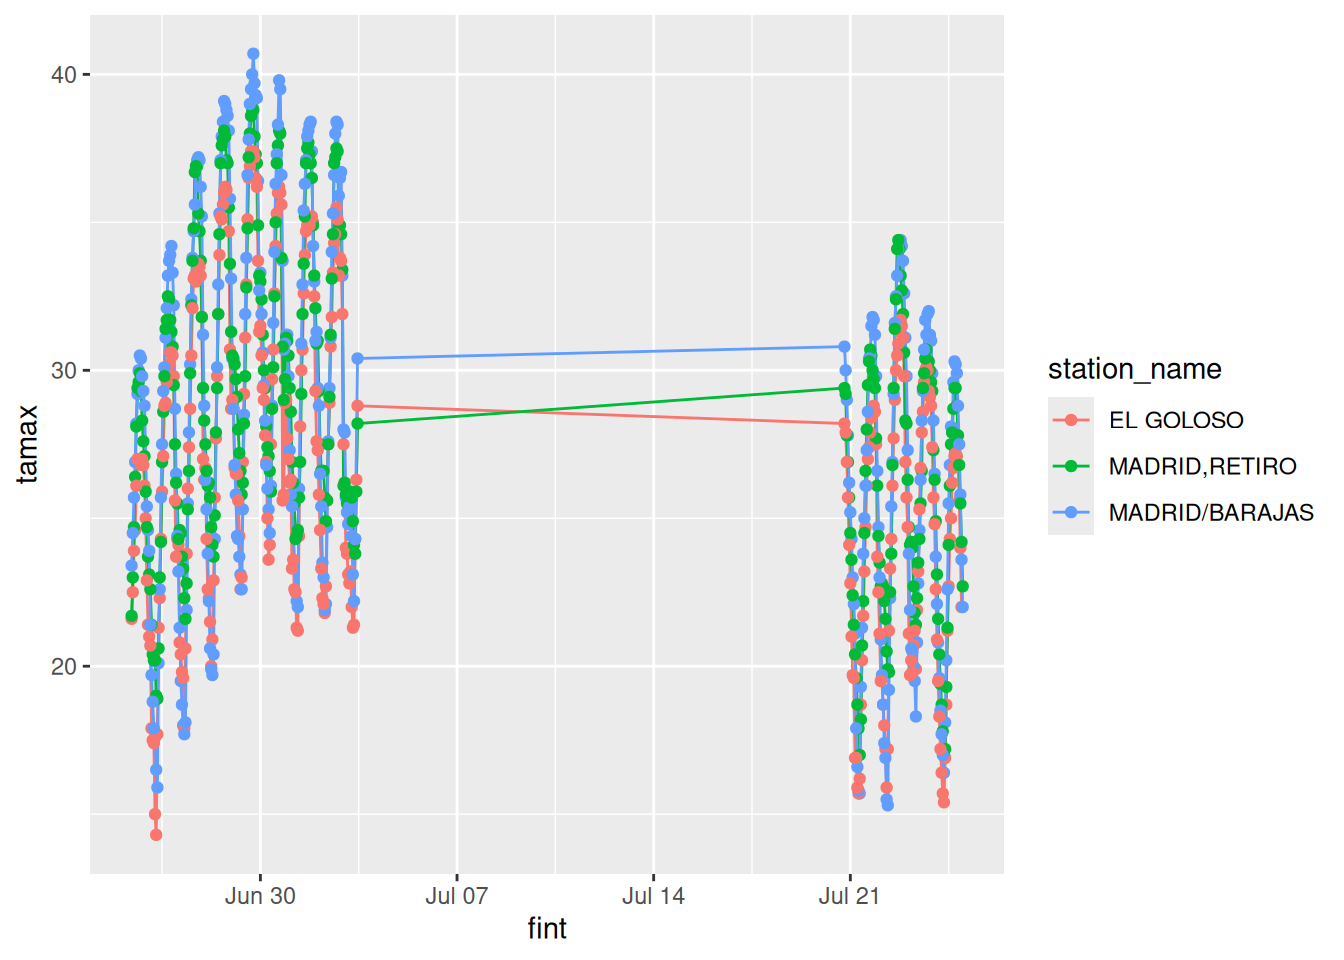 40
30
20
tamax
Jun 30
Jul 07
Jul 14
Jul 21
fint
station_name
EL GOLOSO
MADRID,RETIRO
MADRID/BARAJAS